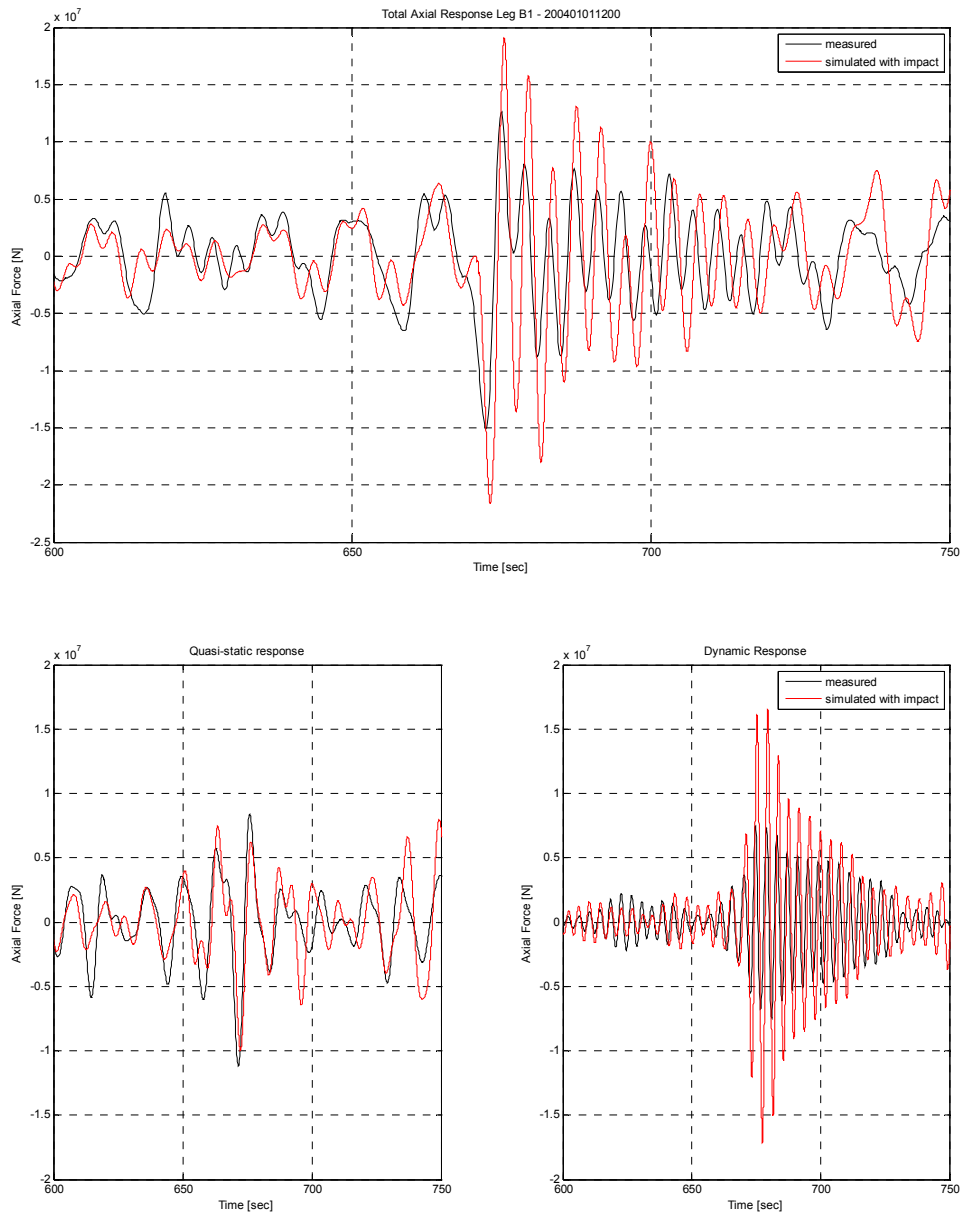 Total Axial Response Leg B1 - 200401011200
x 10^7
measured
simulated with impact
2
1.5
1
0.5
0
-0.5
-1
-1.5
-2
-2.5
Axial Force [N]
600
650
700
750
Time [sec]
Quasi-static response
x 10^7
2
1.5
1
0.5
0
-0.5
-1
-1.5
-2
Axial Force [N]
600
650
700
750
Time [sec]
Dynamic Response
x 10^7
measured
simulated with impact
2
1.5
1
0.5
0
-0.5
-1
-1.5
-2
Axial Force [N]
600
650
700
750
Time [sec]